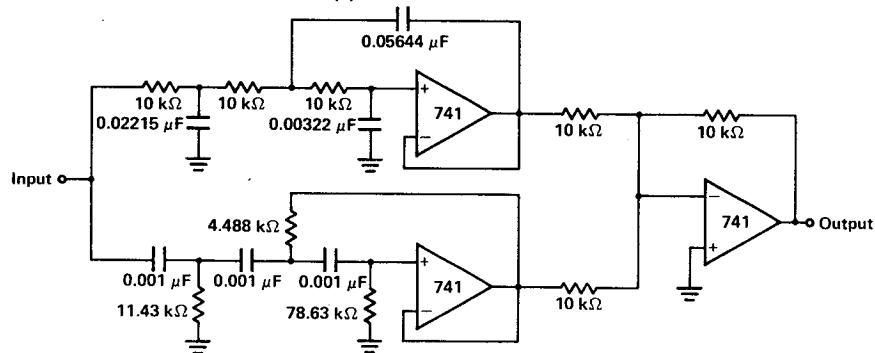 0.05644 μF
10 kΩ
10 kΩ
10 kΩ
0.02215 μF
0.00322 μF
+
741
−
10 kΩ
10 kΩ
Input
−
741
+
Output
4.488 kΩ
0.001 μF
0.001 μF
0.001 μF
+
741
−
11.43 kΩ
78.63 kΩ
10 kΩ